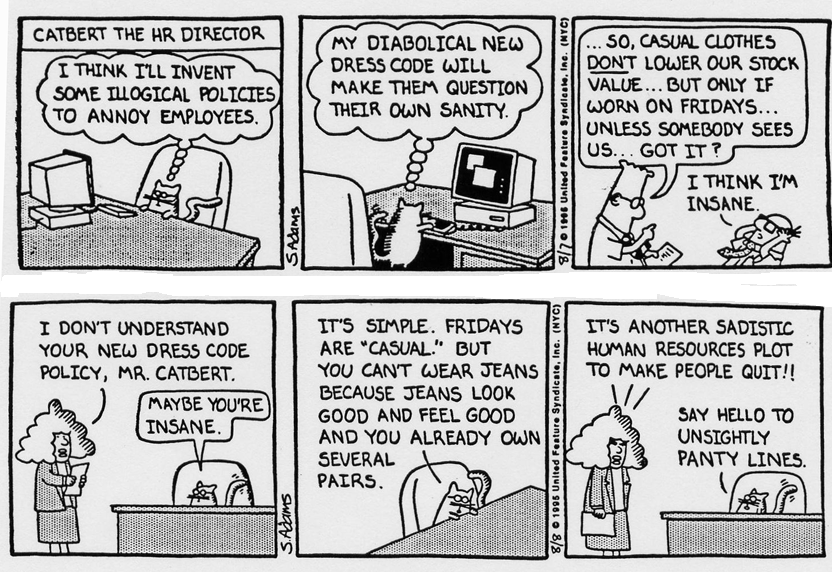 CATBERT THE HR DIRECTOR
I THINK I'LL INVENT
SOME ILLOGICAL POLICIES
TO ANNOY EMPLOYEES.
S. Adams
MY DIABOLICAL NEW
DRESS CODE WILL
MAKE THEM QUESTION
THEIR OWN SANITY.
8/7 © 1995 United Feature Syndicate, Inc. (NYC)
... SO, CASUAL CLOTHES
DON'T LOWER OUR STOCK
VALUE... BUT ONLY IF
WORN ON FRIDAYS...
UNLESS SOMEBODY SEES
US... GOT IT?
I THINK I'M
INSANE.
I DON'T UNDERSTAND
YOUR NEW DRESS CODE
POLICY, MR. CATBERT.
MAYBE YOU'RE
INSANE.
S. Adams
IT'S SIMPLE. FRIDAYS
ARE "CASUAL." BUT
YOU CAN'T WEAR JEANS
BECAUSE JEANS LOOK
GOOD AND FEEL GOOD
AND YOU ALREADY OWN
SEVERAL
PAIRS.
8/8 © 1995 United Feature Syndicate, Inc. (NYC)
IT'S ANOTHER SADISTIC
HUMAN RESOURCES PLOT
TO MAKE PEOPLE QUIT!!
SAY HELLO TO
UNSIGHTLY
PANTY LINES.